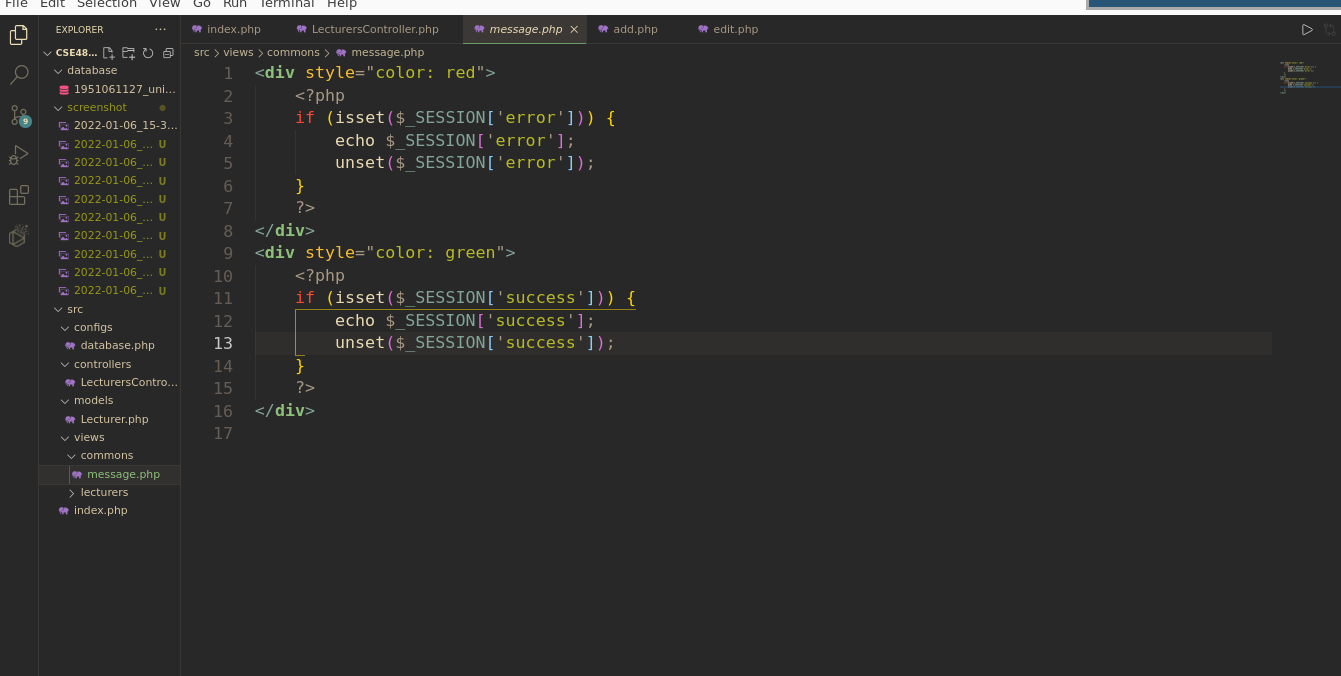 File Edit Selection View Go Run Terminal Help
EXPLORER ...
index.php LecturersController.php message.php add.php edit.php
CSE48...
src > views > commons > message.php
database
1951061127_uni...
screenshot
2022-01-06_15-3...
2022-01-06_... U
2022-01-06_... U
2022-01-06_... U
2022-01-06_... U
2022-01-06_... U
2022-01-06_... U
2022-01-06_... U
2022-01-06_... U
2022-01-06_... U
src
configs
database.php
controllers
LecturersContro...
models
Lecturer.php
views
commons
message.php
lecturers
index.php
9
1 <div style="color: red">
2 <?php
3 if (isset($_SESSION['error'])) {
4 echo $_SESSION['error'];
5 unset($_SESSION['error']);
6 }
7 ?>
8 </div>
9 <div style="color: green">
10 <?php
11 if (isset($_SESSION['success'])) {
12 echo $_SESSION['success'];
13 unset($_SESSION['success']);
14 }
15 ?>
16 </div>
17